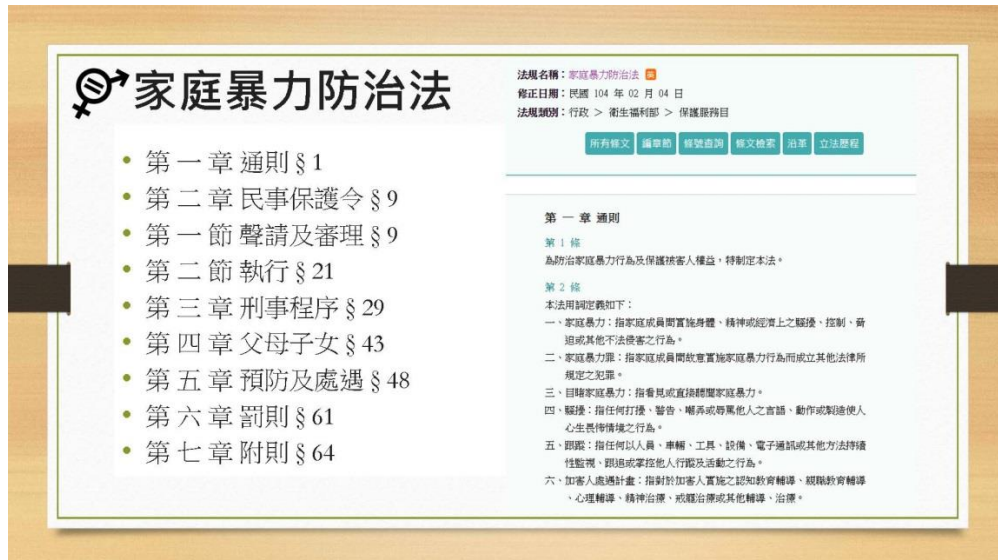 家庭暴力防治法
第 一 章 通則 § 1
第 二 章 民事保護令 § 9
第 一 節 聲請及審理 § 9
第 二 節 執行 § 21
第 三 章 刑事程序 § 29
第 四 章 父母子女 § 43
第 五 章 預防及處遇 § 48
第 六 章 罰則 § 61
第 七 章 附則 § 64
法規名稱：家庭暴力防治法 英
修正日期：民國 104 年 02 月 04 日
法規類別：行政 > 衛生福利部 > 保護服務目
所有條文 編章節 條號查詢 條文檢索 沿革 立法歷程
第 一 章 通則
第 1 條
為防治家庭暴力行為及保護被害人權益，特制定本法。
第 2 條
本法用詞定義如下：
一、家庭暴力：指家庭成員間實施身體、精神或經濟上之騷擾、控制、脅
迫或其他不法侵害之行為。
二、家庭暴力罪：指家庭成員間故意實施家庭暴力行為而成立其他法律所
規定之犯罪。
三、目睹家庭暴力：指看見或直接聽聞家庭暴力。
四、騷擾：指任何打擾、警告、嘲弄或辱罵他人之言語、動作或製造使人
心生畏怖情境之行為。
五、跟蹤：指任何以人員、車輛、工具、設備、電子通訊或其他方法持續
性監視、跟追或掌控他人行蹤及活動之行為。
六、加害人處遇計畫：指對於加害人實施之認知教育輔導、親職教育輔導
、心理輔導、精神治療、戒癮治療或其他輔導、治療。